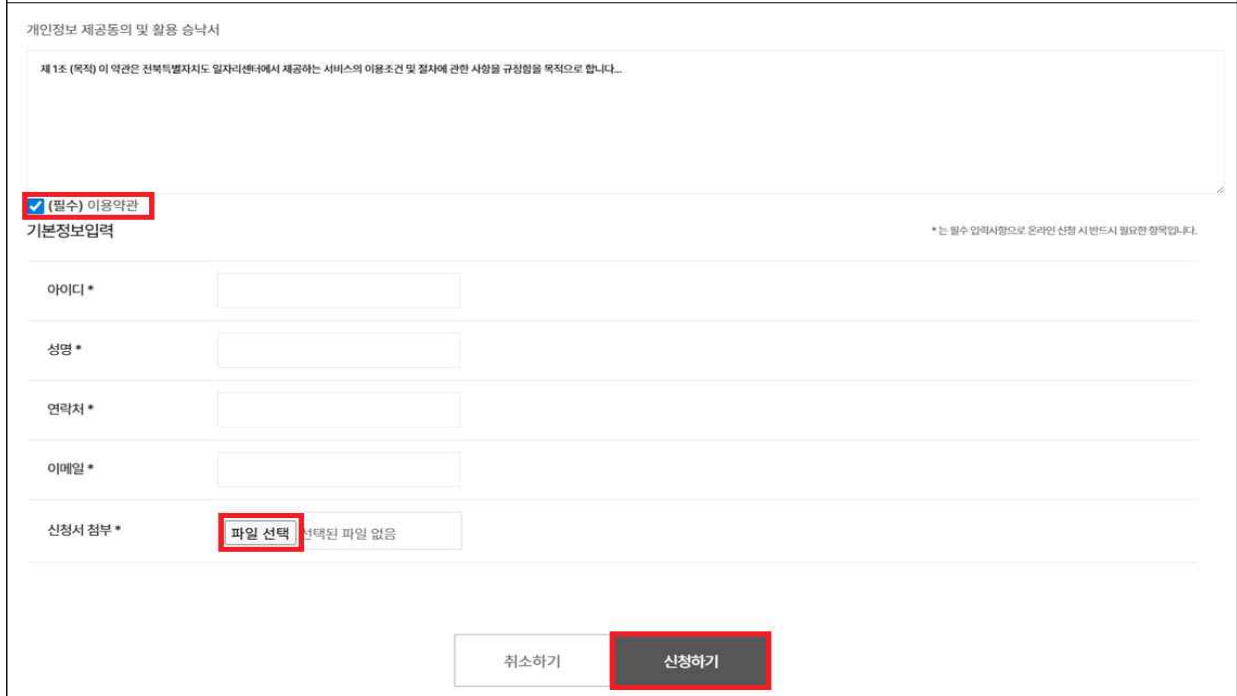 개인정보 제공동의 및 활용 승낙서
제 1조 (목적) 이 약관은 전북특별자치도 일자리센터에서 제공하는 서비스의 이용조건 및 절차에 관한 사항을 규정함을 목적으로 합니다...
(필수) 이용약관
기본정보입력
* 는 필수 입력사항으로 온라인 신청 시 반드시 필요한 항목입니다.
아이디 *
성명 *
연락처 *
이메일 *
신청서 첨부 *
파일 선택 선택된 파일 없음
취소하기
신청하기